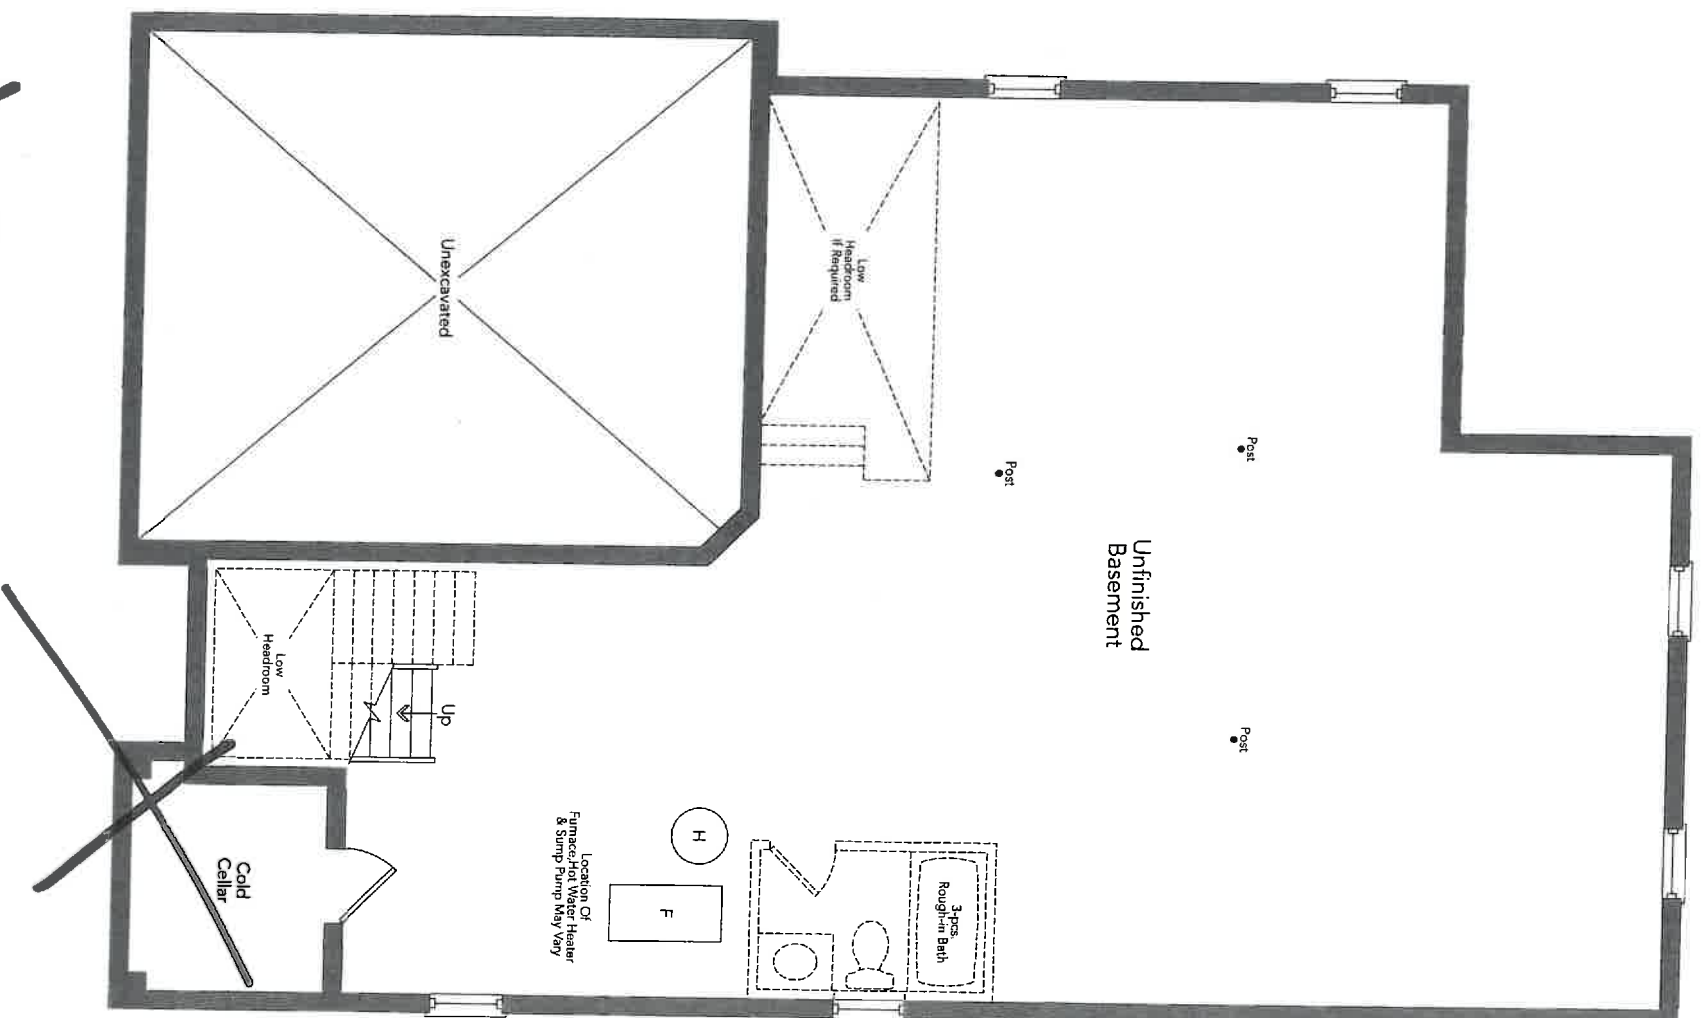 Unexcavated
Low
Headroom
If Required
Post
Post
Unfinished
Basement
Post
Low
Headroom
Up
Cold
Cellar
Location Of
Furnace,Hot Water Heater
& Sump Pump May Vary
H
F
3-pcs.
Rough-in Bath